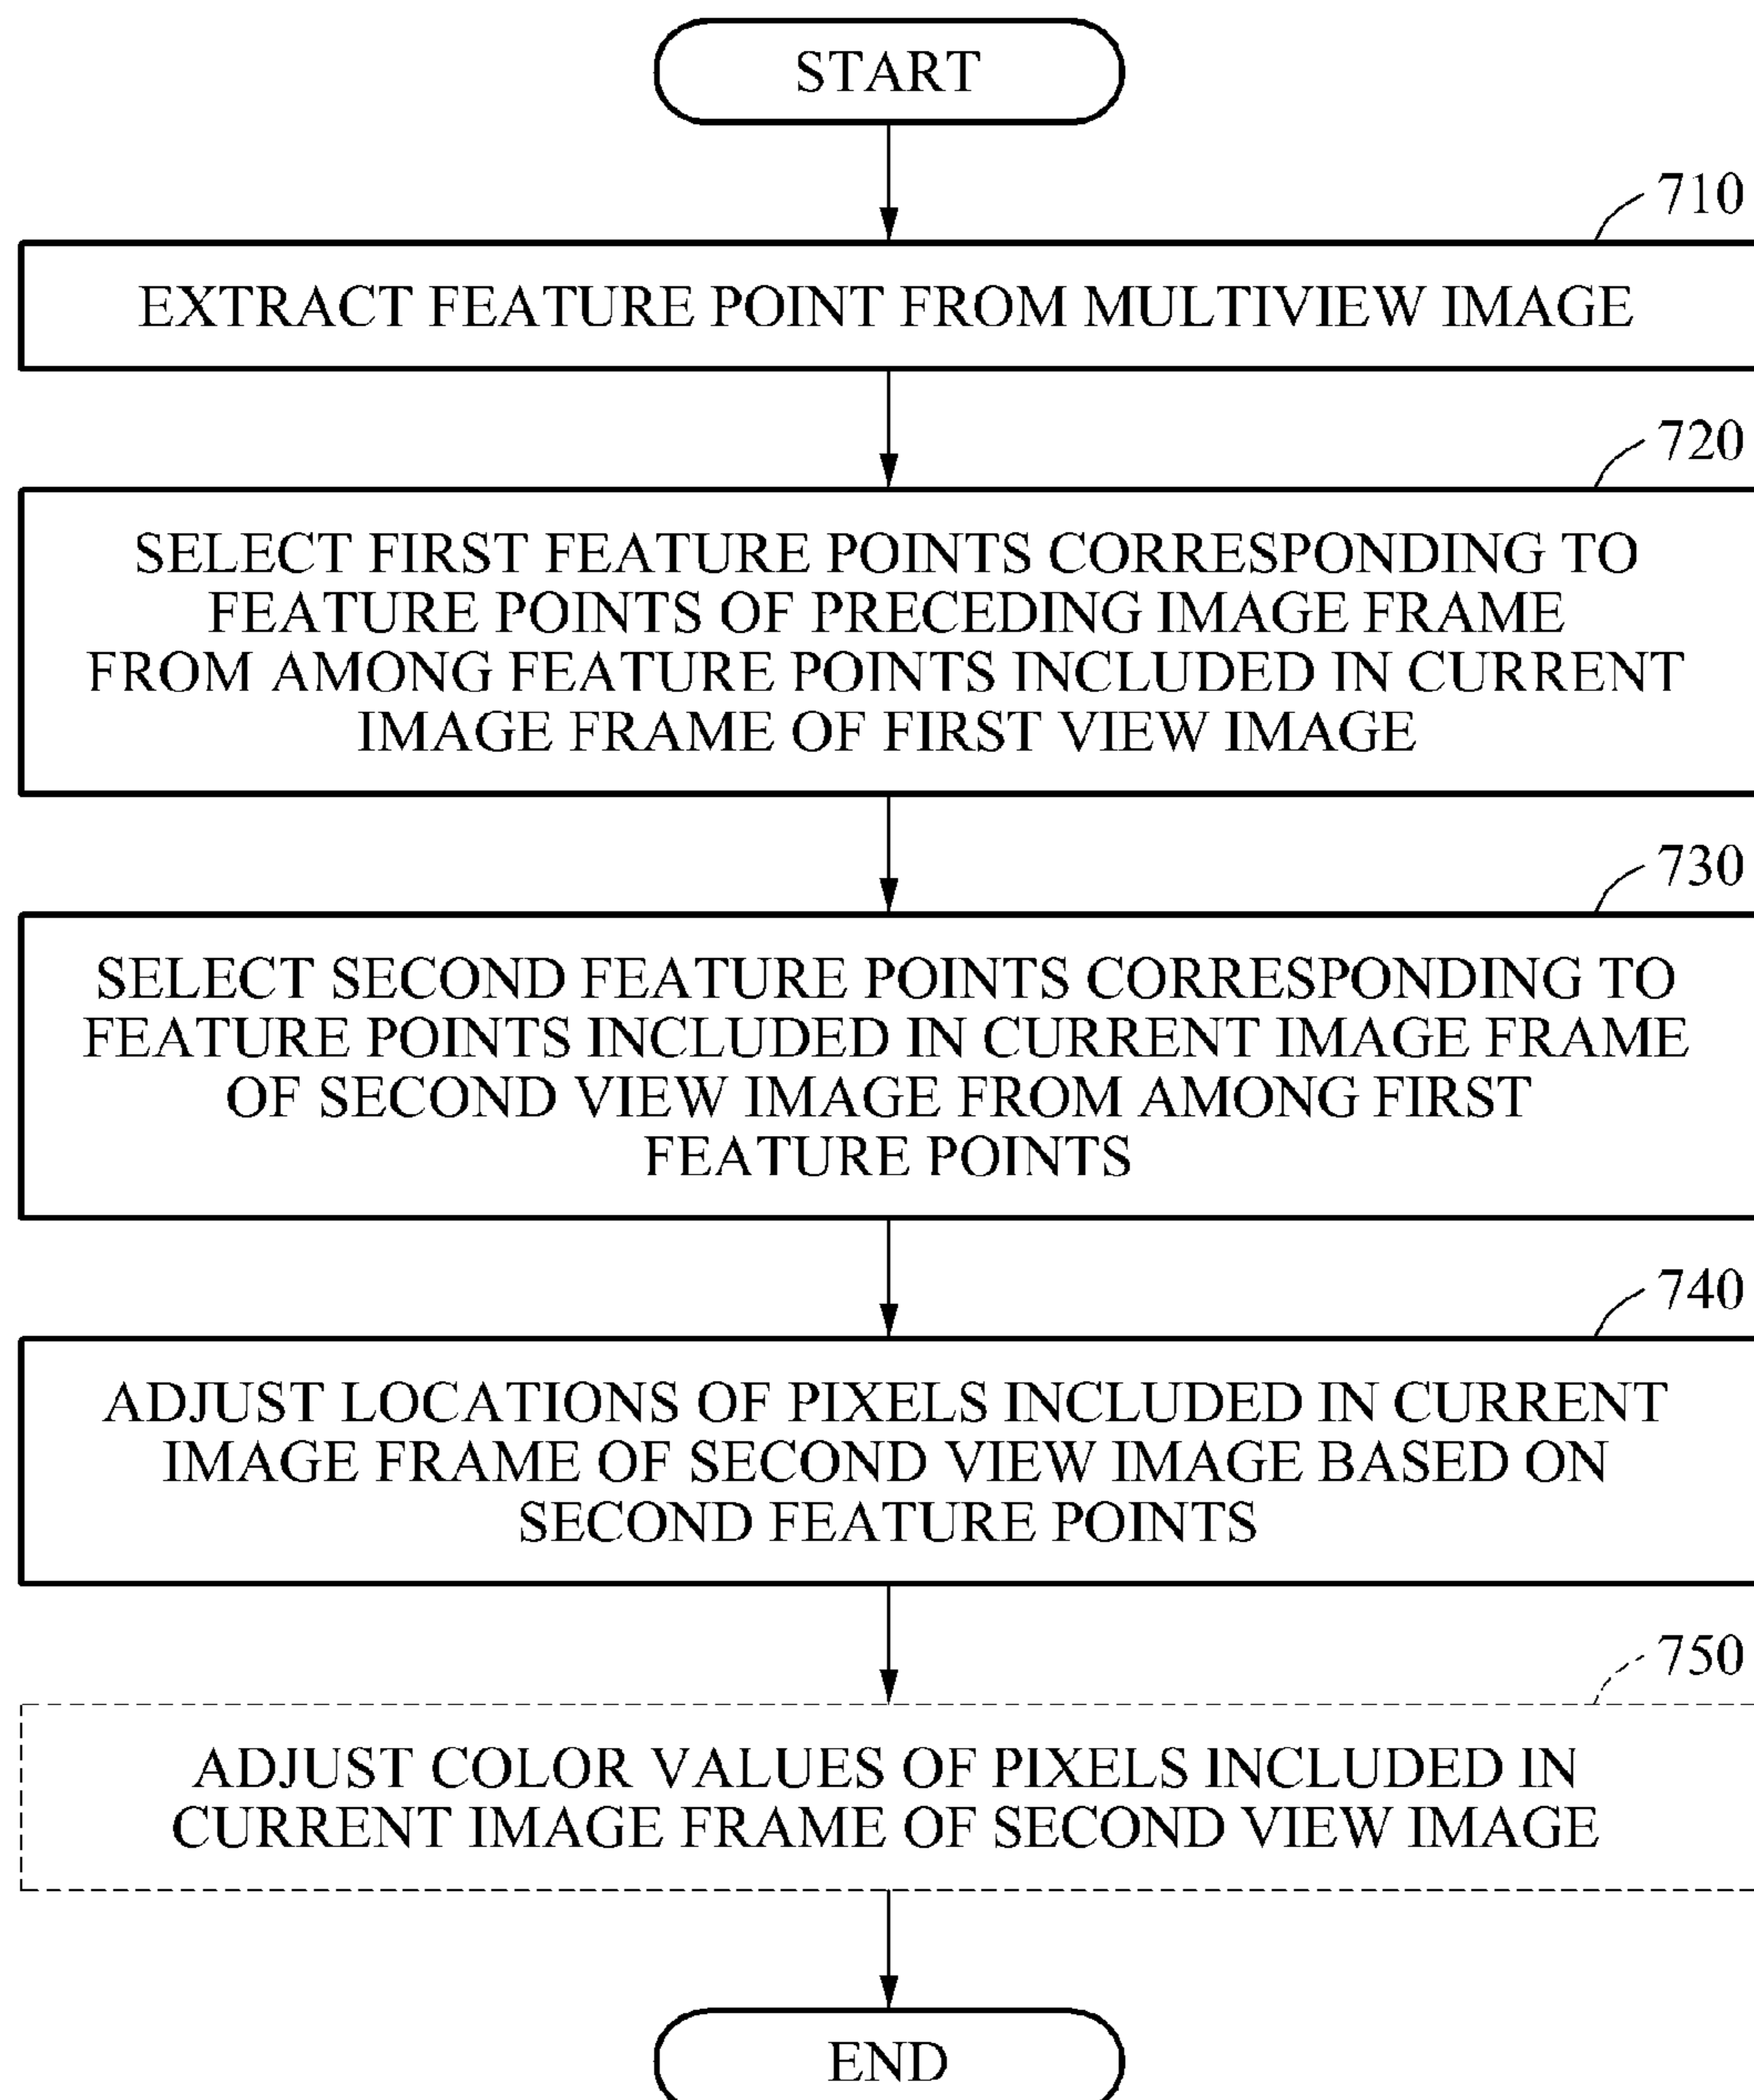 START
710
EXTRACT FEATURE POINT FROM MULTIVIEW IMAGE
720
SELECT FIRST FEATURE POINTS CORRESPONDING TO
FEATURE POINTS OF PRECEDING IMAGE FRAME
FROM AMONG FEATURE POINTS INCLUDED IN CURRENT
IMAGE FRAME OF FIRST VIEW IMAGE
730
SELECT SECOND FEATURE POINTS CORRESPONDING TO
FEATURE POINTS INCLUDED IN CURRENT IMAGE FRAME
OF SECOND VIEW IMAGE FROM AMONG FIRST
FEATURE POINTS
740
ADJUST LOCATIONS OF PIXELS INCLUDED IN CURRENT
IMAGE FRAME OF SECOND VIEW IMAGE BASED ON
SECOND FEATURE POINTS
750
ADJUST COLOR VALUES OF PIXELS INCLUDED IN
CURRENT IMAGE FRAME OF SECOND VIEW IMAGE
END